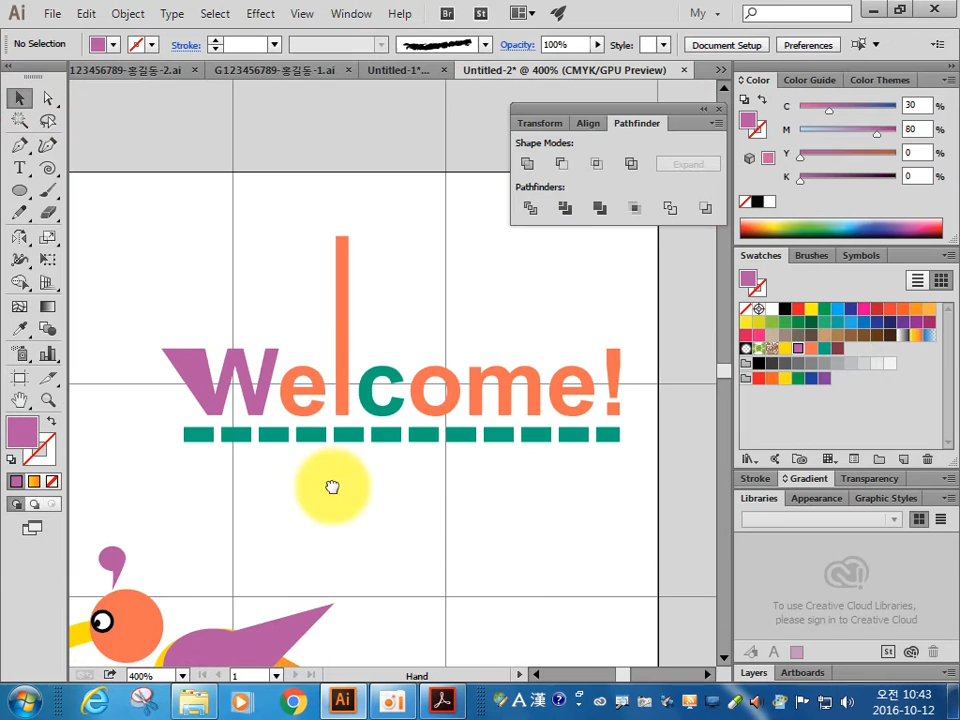 Ai File Edit Object Type Select Effect View Window Help Br St My
No Selection Stroke: Opacity: 100% Style: Document Setup Preferences
123456789-홍길동-2.ai × G123456789-홍길동-1.ai × Untitled-1*... × Untitled-2* @ 400% (CMYK/GPU Preview) ×
Transform Align Pathfinder
Shape Modes:
Expand
Pathfinders:
Color Color Guide Color Themes
C 30 %
M 80 %
Y 0 %
K 0 %
Swatches Brushes Symbols
Welcome!
Stroke Gradient Transparency
Libraries Appearance Graphic Styles
To use Creative Cloud Libraries,
please sign in to Creative Cloud
St
Layers Artboards
400% 1 Hand
Ai A 漢
오전 10:43
2016-10-12